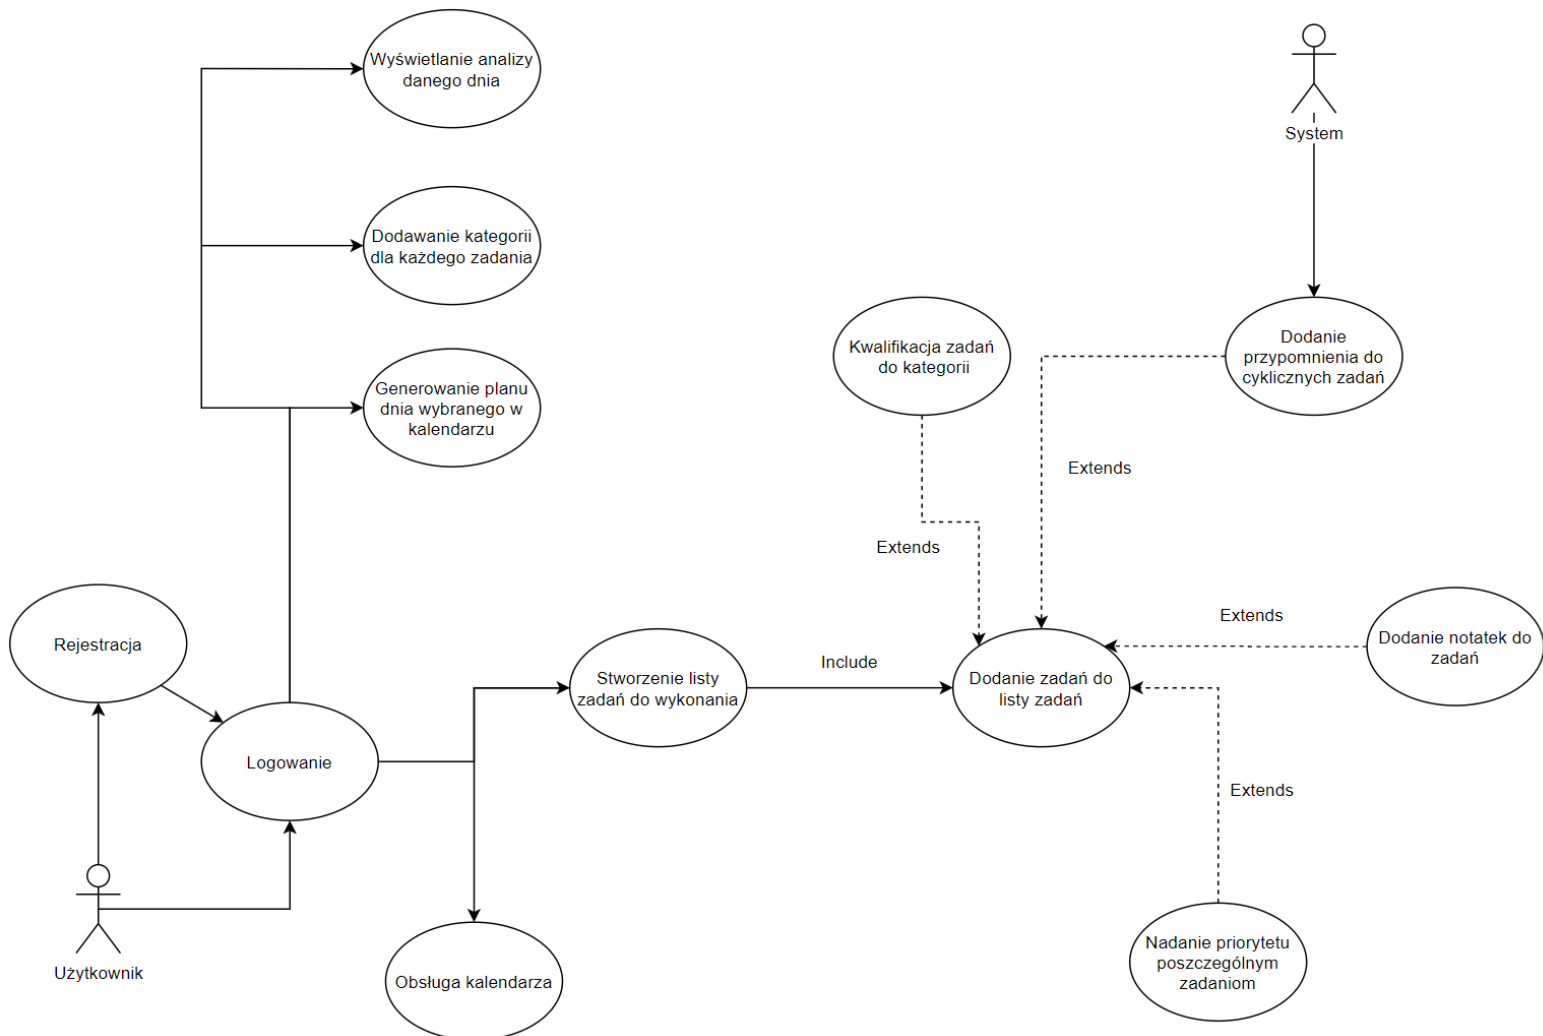 Wyświetlanie analizy
danego dnia
System
Dodawanie kategorii
dla każdego zadania
Kwalifikacja zadań
do kategorii
Dodanie
przypomnienia do
cyklicznych zadań
Generowanie planu
dnia wybranego w
kalendarzu
Extends
Extends
Rejestracja
Extends
Dodanie notatek do
zadań
Stworzenie listy
zadań do wykonania
Include
Dodanie zadań do
listy zadań
Logowanie
Extends
Nadanie priorytetu
poszczególnym
zadaniom
Użytkownik
Obsługa kalendarza